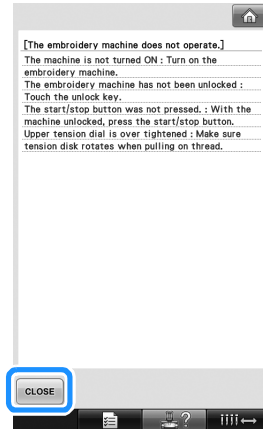 [The embroidery machine does not operate.]
The machine is not turned ON : Turn on the
embroidery machine.
The embroidery machine has not been unlocked :
Touch the unlock key.
The start/stop button was not pressed. : With the
machine unlocked, press the start/stop button.
Upper tension dial is over tightened : Make sure
tension disk rotates when pulling on thread.
CLOSE
?